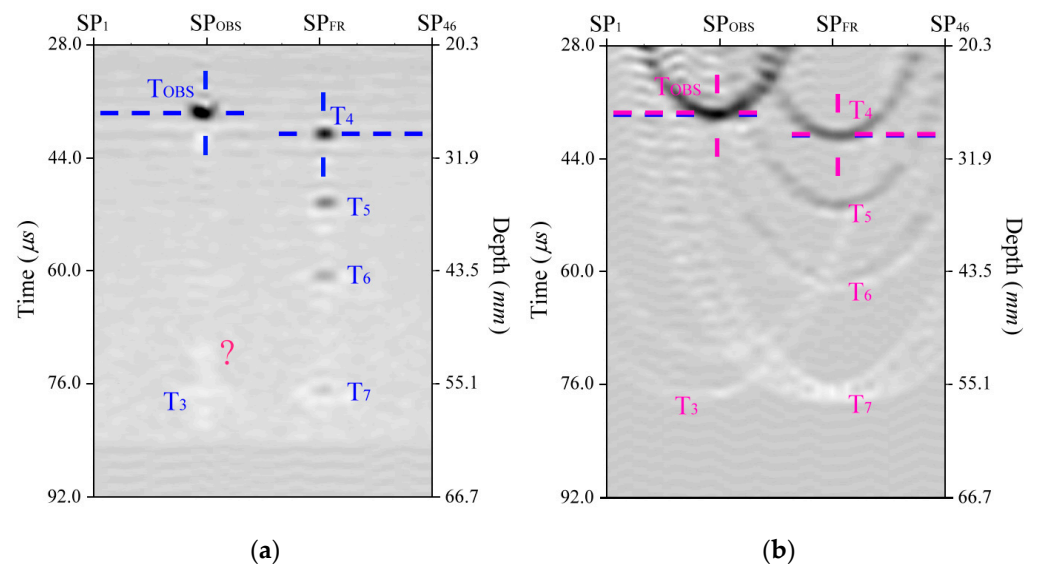 SP1 SPOBS SPFR SP46
28.0 20.3
TOBS
T4
44.0 31.9
T5
Time (μs) Depth (mm)
60.0 T6 43.5
?
76.0 55.1
T3 T7
92.0 66.7
(a)
SP1 SPOBS SPFR SP46
28.0 20.3
TOBS
T4
44.0 31.9
T5
Time (μs) Depth (mm)
60.0 43.5
T6
76.0 55.1
T3 T7
92.0 66.7
(b)